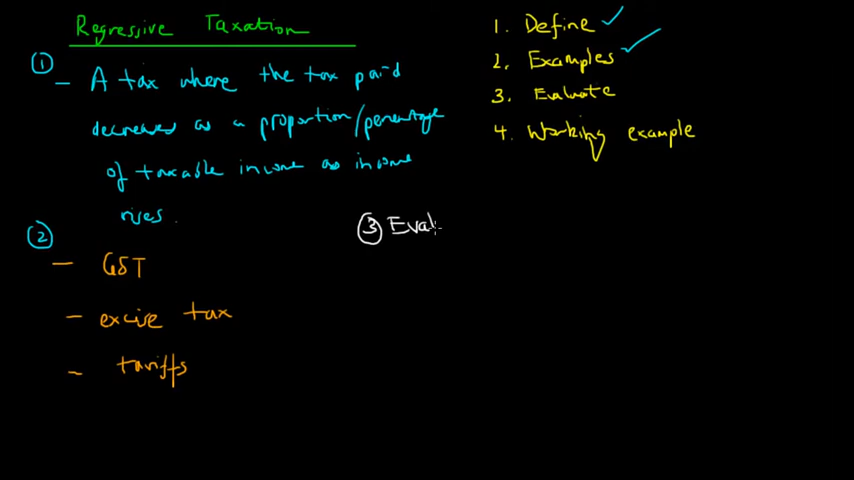 Regressive Taxation
① - A tax where the tax paid
decreases as a proportion/percentage
of taxable income as income
rises.
②
- GST
- excise tax
- tariffs
1. Define ✓
2. Examples ✓
3. Evaluate
4. Working example
③ Eval